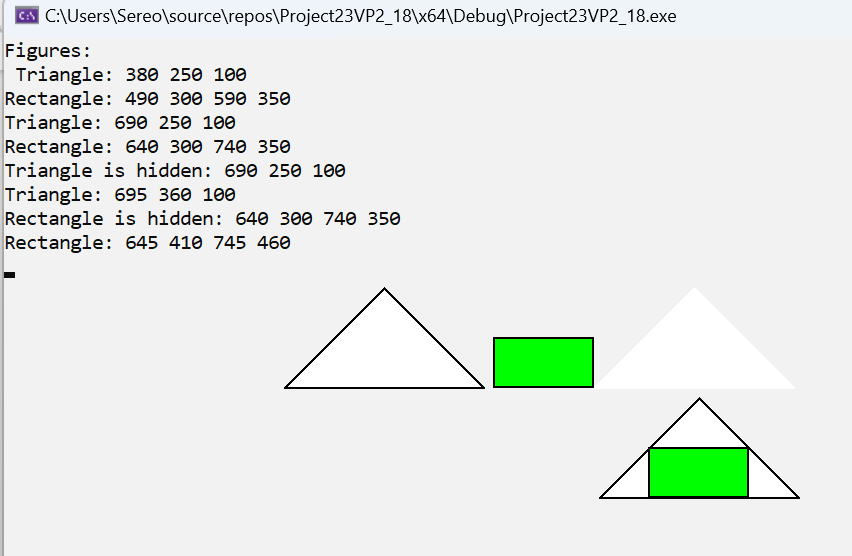 C:\Users\Sereo\source\repos\Project23VP2_18\x64\Debug\Project23VP2_18.exe
Figures:
 Triangle: 380 250 100
Rectangle: 490 300 590 350
Triangle: 690 250 100
Rectangle: 640 300 740 350
Triangle is hidden: 690 250 100
Triangle: 695 360 100
Rectangle is hidden: 640 300 740 350
Rectangle: 645 410 745 460